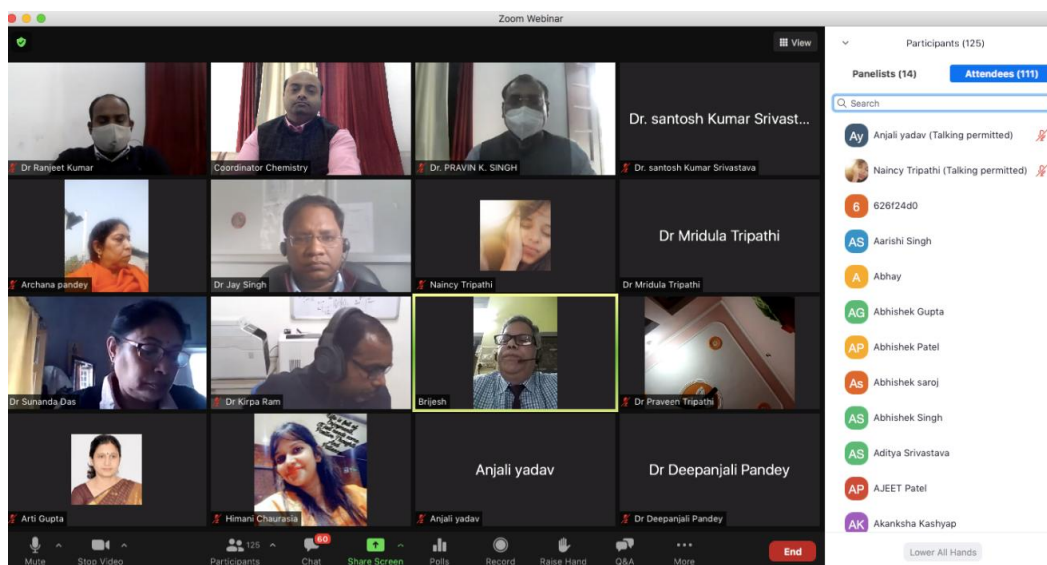 Zoom Webinar
View
Dr Ranjeet Kumar
Coordinator Chemistry
Dr. PRAVIN K. SINGH
Dr. santosh Kumar Srivast...
Dr. santosh Kumar Srivastava
Archana pandey
Dr Jay Singh
Naincy Tripathi
Dr Mridula Tripathi
Dr Mridula Tripathi
Dr Sunanda Das
Dr Kirpa Ram
Brijesh
Dr Praveen Tripathi
Arti Gupta
Himani Chaurasia
Anjali yadav
Anjali yadav
Dr Deepanjali Pandey
Dr Deepanjali Pandey
Mute
Stop Video
125
Participants
60
Chat
Share Screen
Polls
Record
Raise Hand
Q&A
More
End
Participants (125)
Panelists (14)
Attendees (111)
Search
Ay Anjali yadav (Talking permitted)
Naincy Tripathi (Talking permitted)
6 626f24d0
AS Aarishi Singh
A Abhay
AG Abhishek Gupta
AP Abhishek Patel
As Abhishek saroj
AS Abhishek Singh
AS Aditya Srivastava
AP AJEET Patel
AK Akanksha Kashyap
Lower All Hands